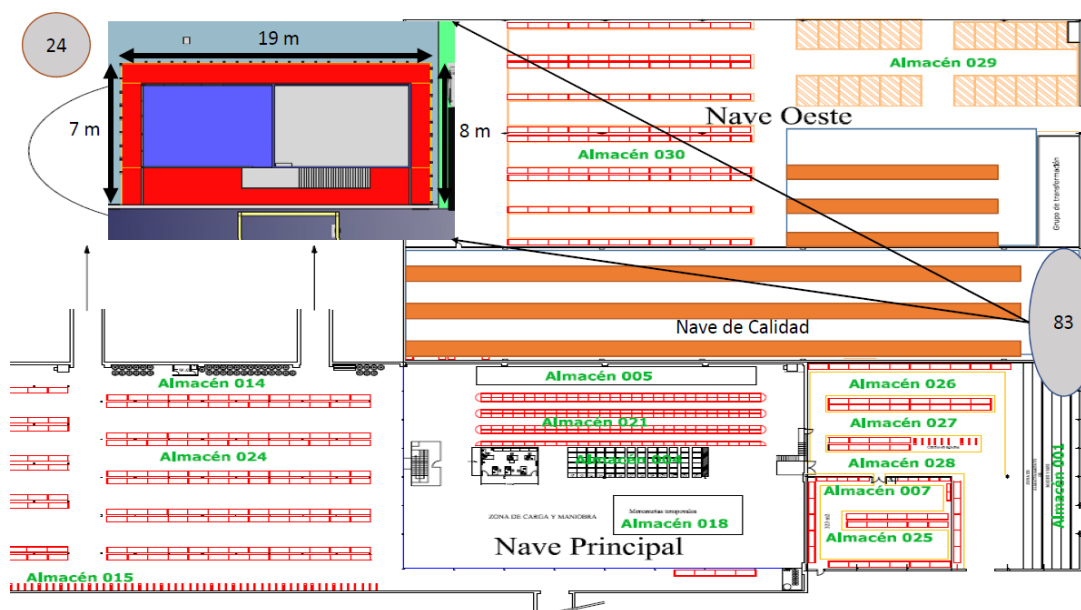 24
19 m
7 m
8 m
Almacén 029
Nave Oeste
Almacén 030
Grupo de transformación
83
Nave de Calidad
Almacén 014
Almacén 005
Almacén 026
Almacén 021
Almacén 027
Almacén 024
Almacén 028
Almacén 007
Almacén 001
ZONA DE CARGA Y MANIOBRA
Almacén 018
Almacén 025
Nave Principal
Almacén 015